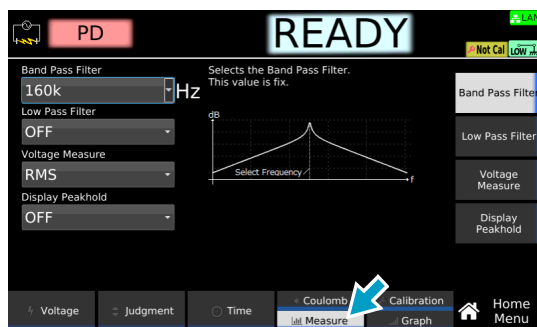 PD
READY
LAN
Not Cal
LOW
Band Pass Filter
160k
Hz
Low Pass Filter
OFF
Voltage Measure
RMS
Display Peakhold
OFF
Selects the Band Pass Filter.
This value is fix.
dB
Select Frequency
f
Band Pass Filte
Low Pass Filter
Voltage
Measure
Display
Peakhold
Voltage
Judgment
Time
Coulomb
Measure
Calibration
Graph
Home
Menu